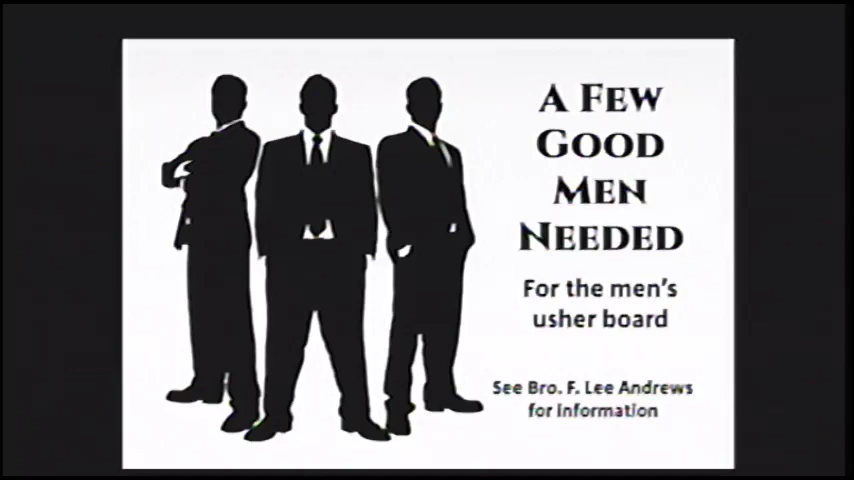 A FEW
GOOD
MEN
NEEDED
For the men's
usher board
See Bro. F. Lee Andrews
for information